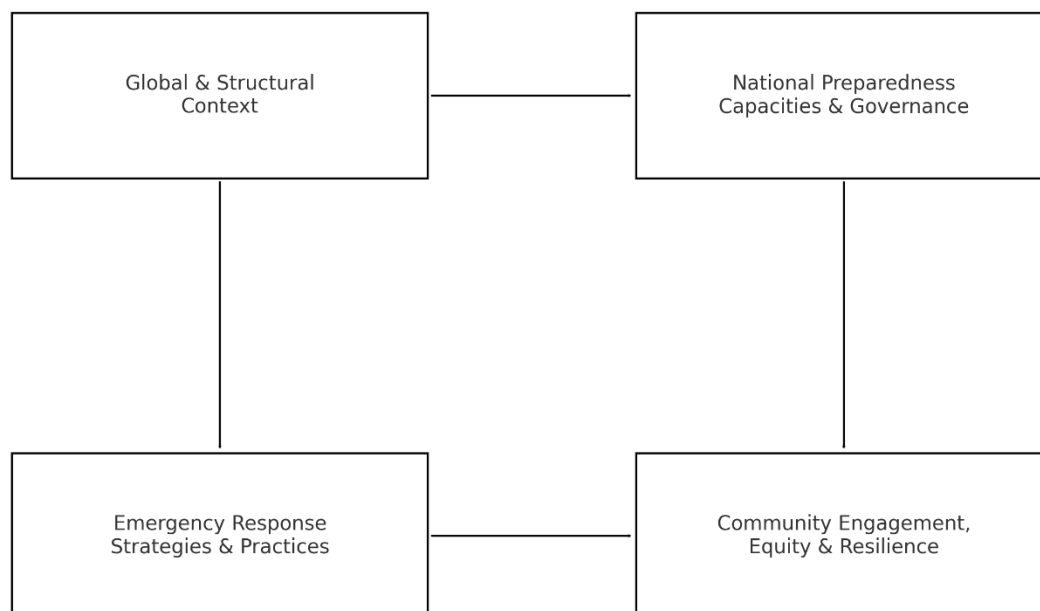 Global & Structural
Context
National Preparedness
Capacities & Governance
Emergency Response
Strategies & Practices
Community Engagement,
Equity & Resilience